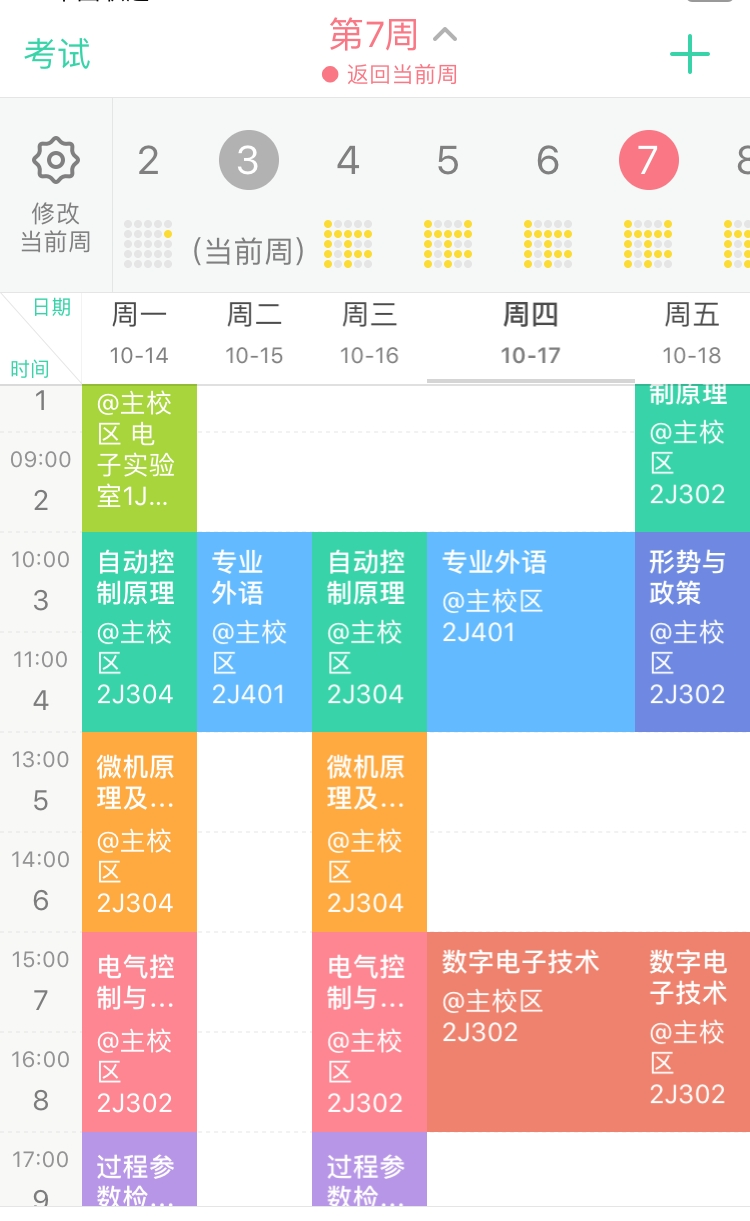 考试
第7周
返回当前周
修改
当前周
2
3
4
5
6
7
8
(当前周)
日期
时间
周一
10-14
周二
10-15
周三
10-16
周四
10-17
周五
10-18
1
09:00
2
10:00
3
11:00
4
13:00
5
14:00
6
15:00
7
16:00
8
17:00
9
@主校
区 电
子实验
室1J...
制原理
@主校
区
2J302
自动控
制原理
@主校
区
2J304
专业
外语
@主校
区
2J401
自动控
制原理
@主校
区
2J304
专业外语
@主校区
2J401
形势与
政策
@主校
区
2J302
微机原
理及...
@主校
区
2J304
微机原
理及...
@主校
区
2J304
电气控
制与...
@主校
区
2J302
电气控
制与...
@主校
区
2J302
数字电子技术
@主校区
2J302
数字电
子技术
@主校
区
2J302
过程参
数检...
过程参
数检...